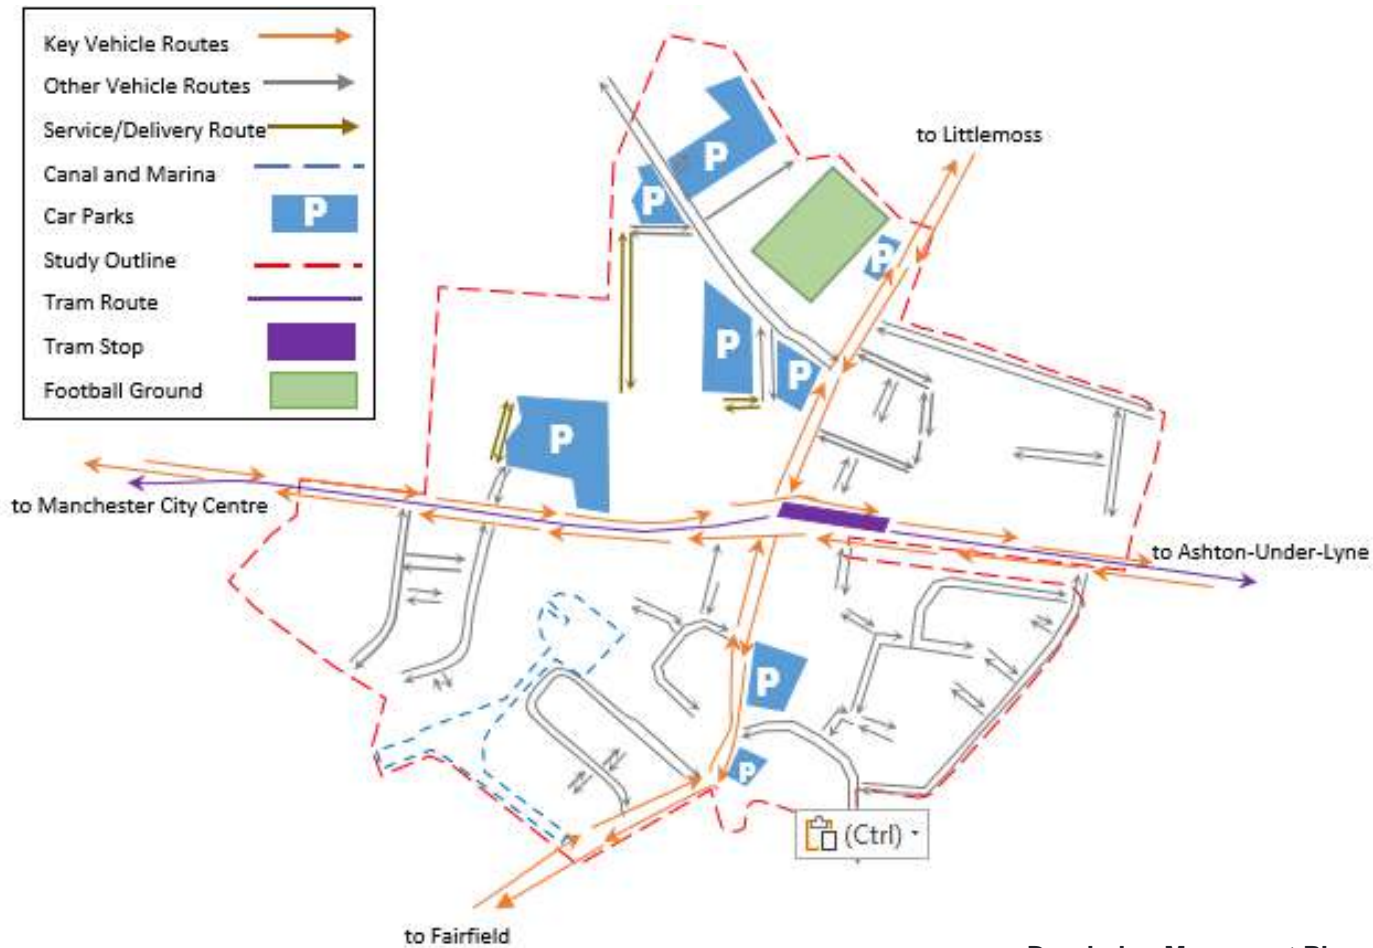 Key Vehicle Routes
Other Vehicle Routes
Service/Delivery Route
Canal and Marina
Car Parks
P
Study Outline
Tram Route
Tram Stop
Football Ground
to Littlemoss
P
P
P
P
P
P
to Manchester City Centre
to Ashton-Under-Lyne
P
P
(Ctrl)
to Fairfield